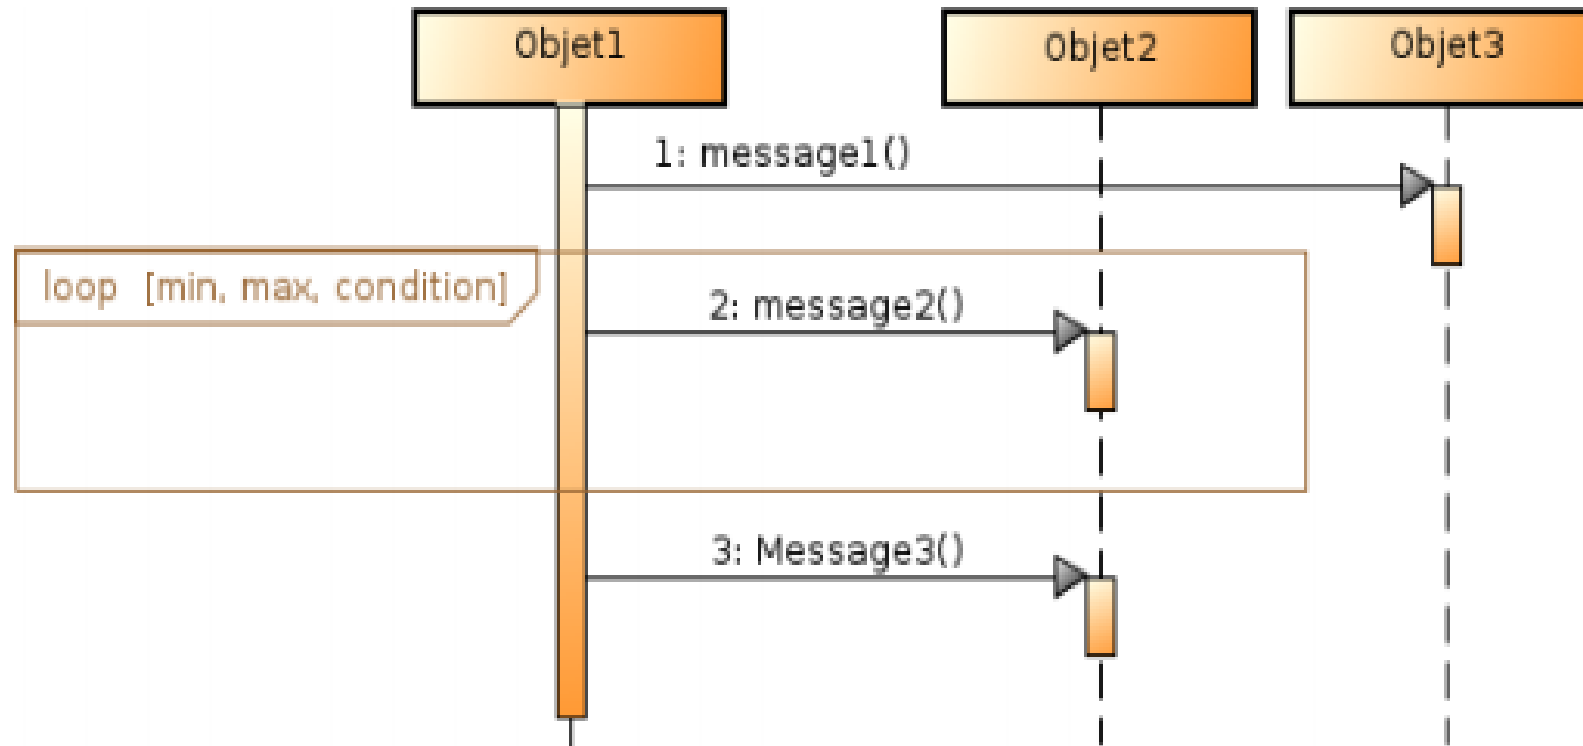 Objet1
Objet2
Objet3
1: message1()
loop [min, max, condition]
2: message2()
3: Message3()